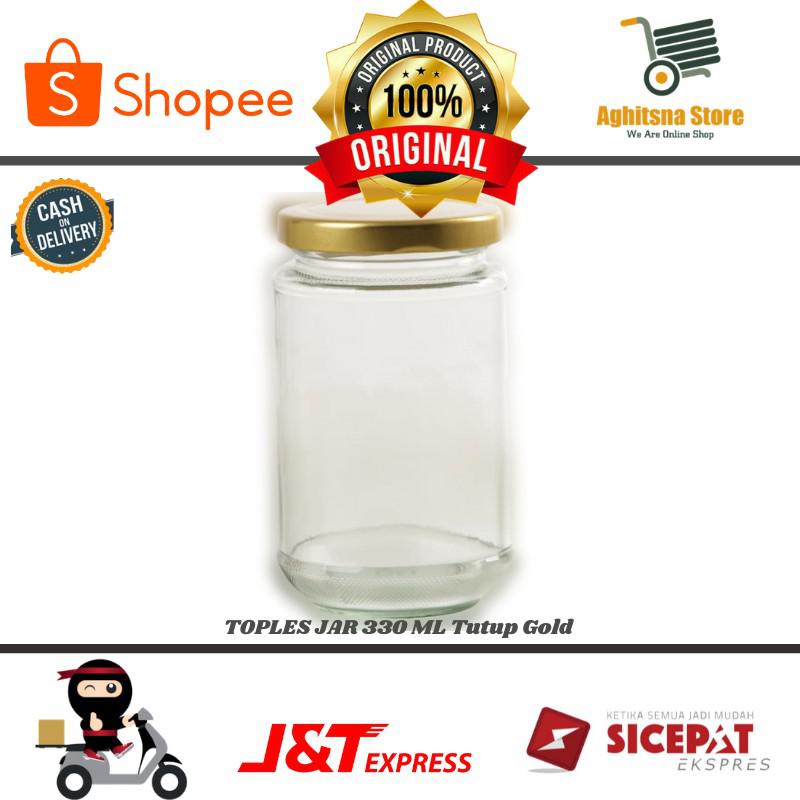 S Shopee
ORIGINAL PRODUCT
100%
ORIGINAL
Aghitsna Store
We Are Online Shop
CASH
ON
DELIVERY
TOPLES JAR 330 ML Tutup Gold
J&T EXPRESS
KETIKA SEMUA JADI MUDAH
SICEPAT
EKSPRES